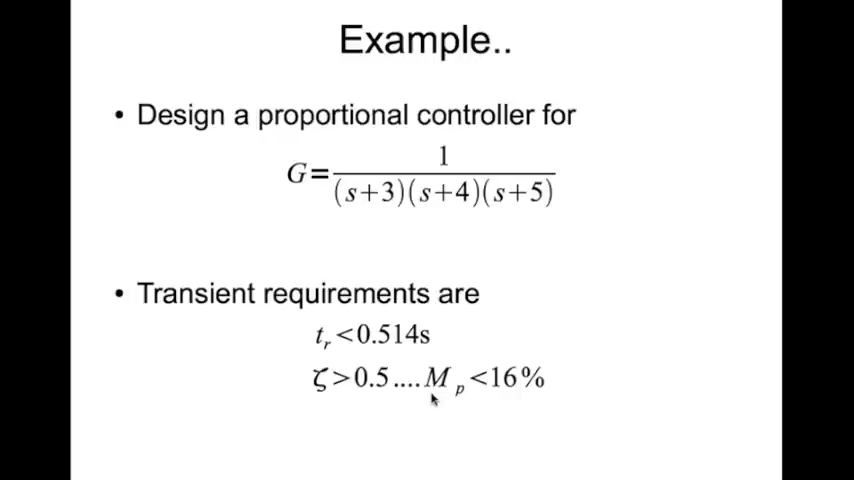 Example..
• Design a proportional controller for
G=1/((s+3)(s+4)(s+5))
• Transient requirements are
t_r<0.514s
ζ>0.5....M_p<16%